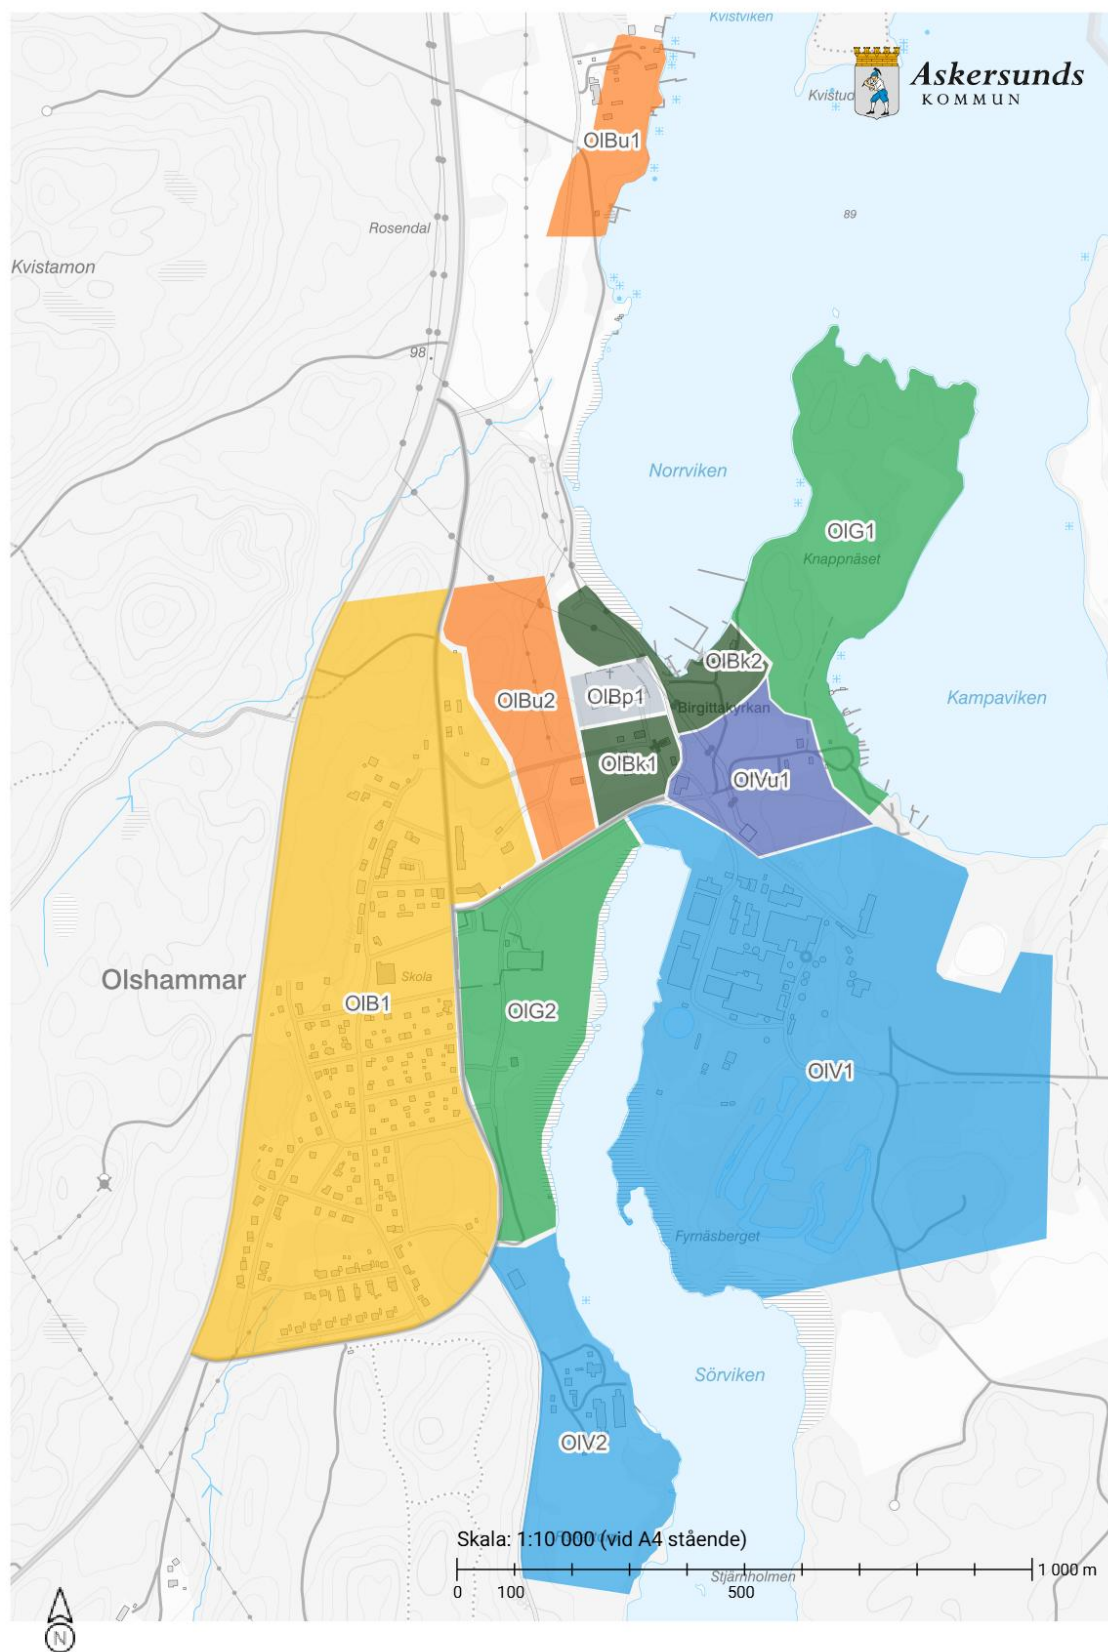 Kvistviken
Askersunds
KOMMUN
Kvistud
OlBu1
89
Rosendal
Kvistamon
98
Norrviken
OlG1
Knappnäset
OlBk2
OlBp1
OlBu2
Birgittakyrkan
Kampaviken
OlBk1
OlVu1
Olshammar
Skola
OlB1
OlG2
OlV1
Fyrnäsberget
Sörviken
OlV2
Skala: 1:10 000 (vid A4 stående)
1 000 m
Stjärnholmen
0 100 500
N